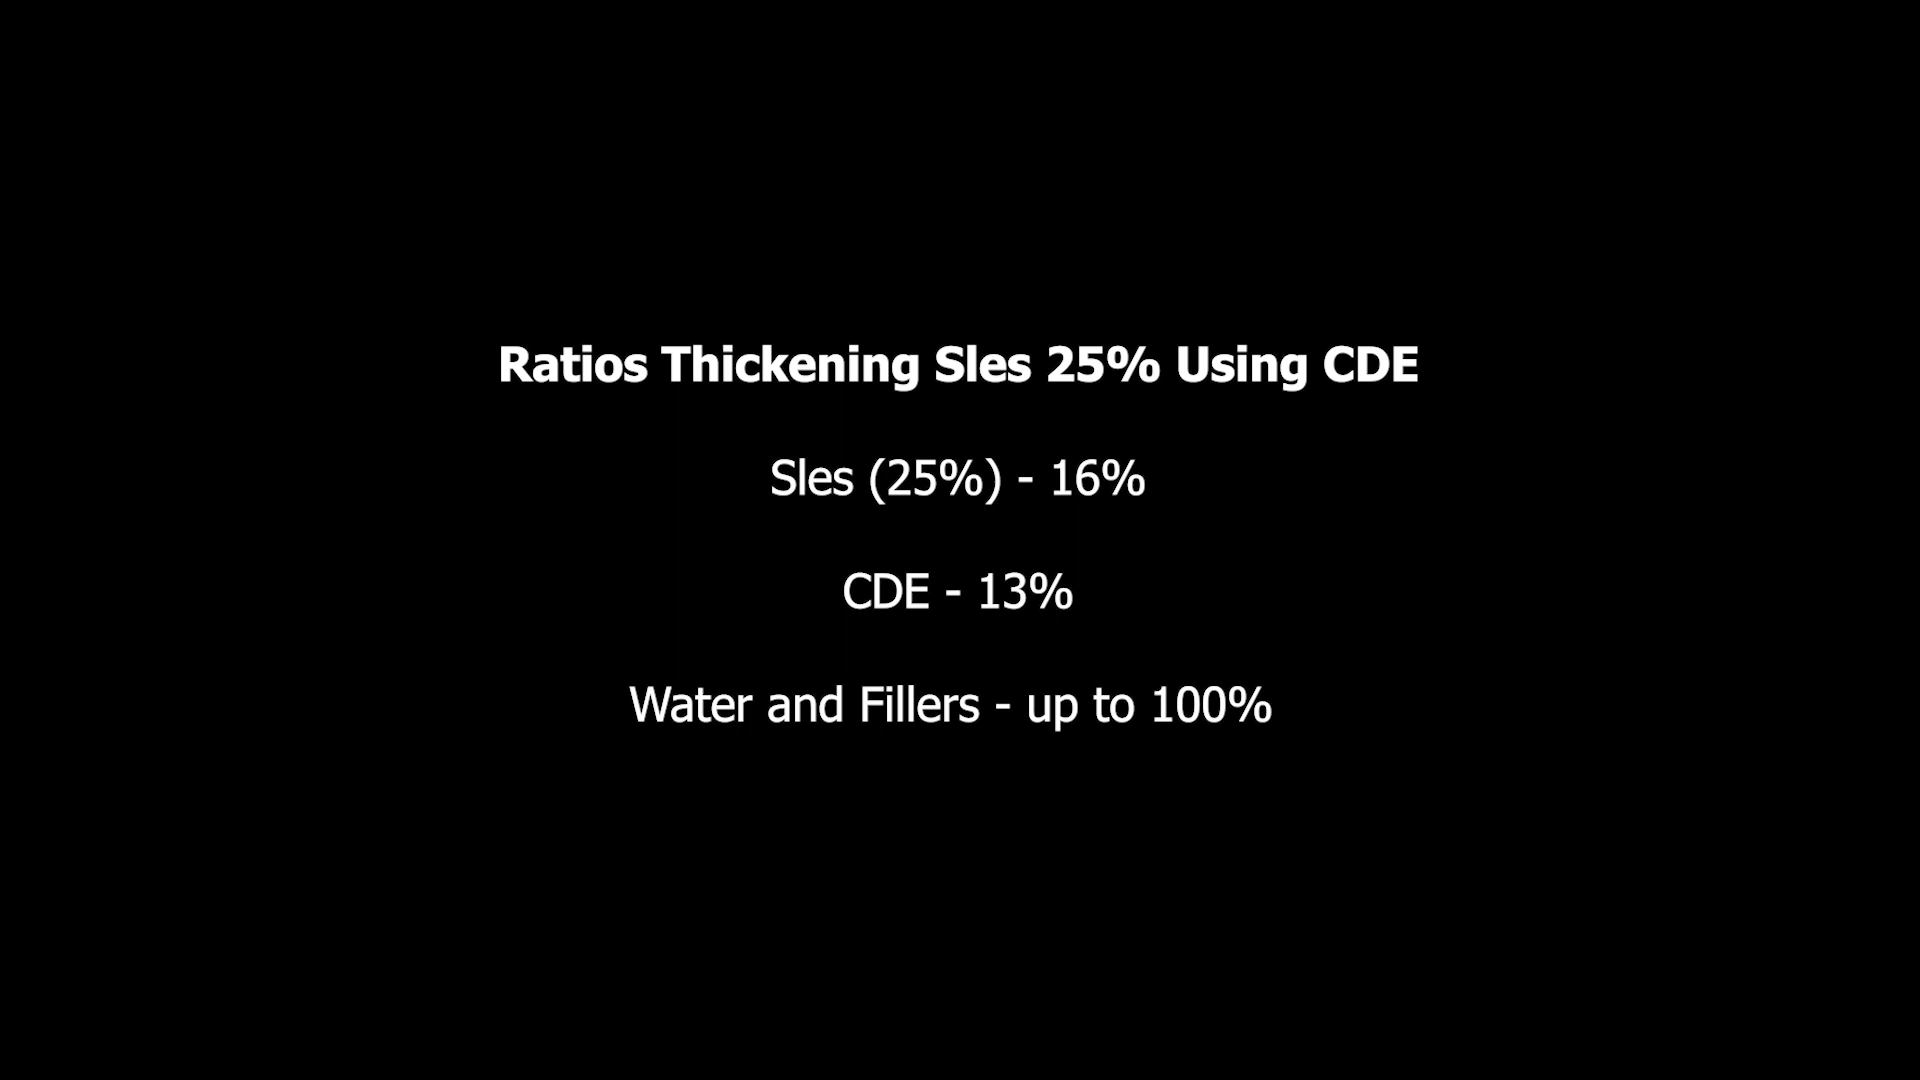 Ratios Thickening Sles 25% Using CDE
Sles (25%) - 16%
CDE - 13%
Water and Fillers - up to 100%